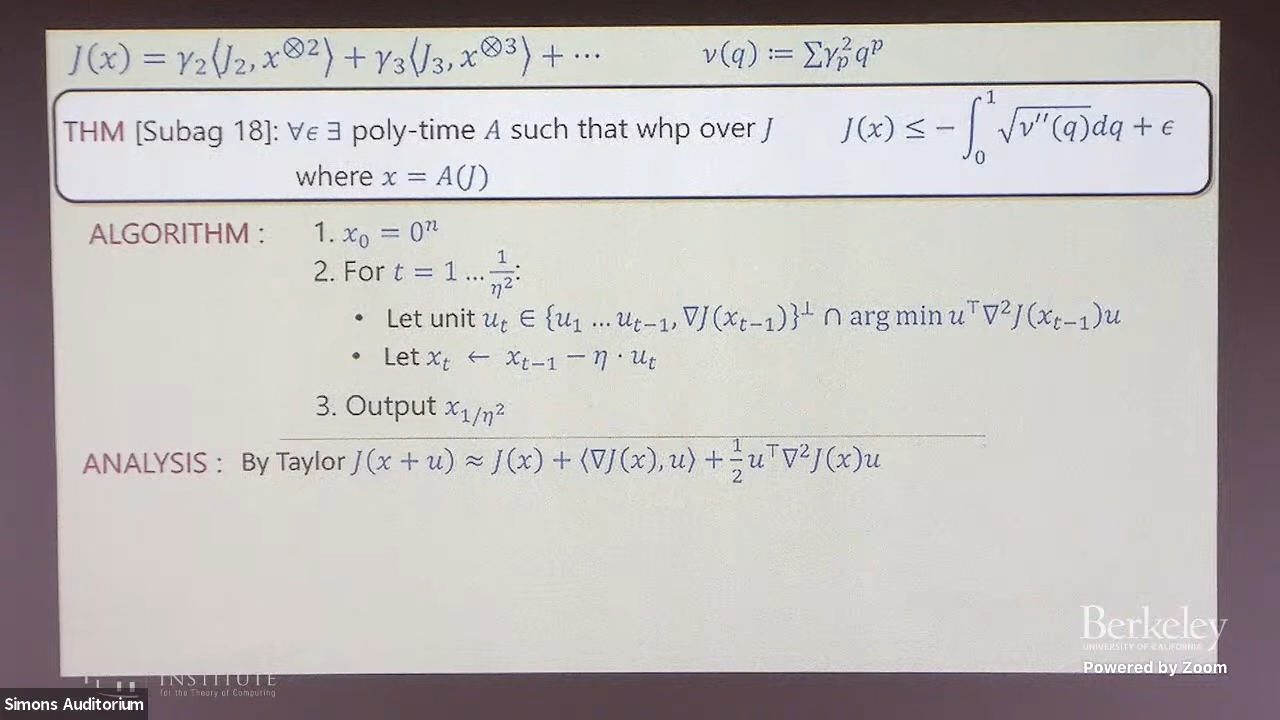 J(x) = γ₂⟨J₂, x^{⊗2}⟩ + γ₃⟨J₃, x^{⊗3}⟩ + ⋯ ν(q) := Σγ_p² q^p
THM [Subag 18]: ∀ϵ ∃ poly-time A such that whp over J J(x) ≤ −∫₀¹ √(ν′′(q)) dq + ϵ
where x = A(J)
ALGORITHM : 1. x₀ = 0ⁿ
2. For t = 1 … 1/η²:
• Let unit u_t ∈ {u₁ … u_{t−1}, ∇J(x_{t−1})}^⊥ ∩ arg min u^⊤∇²J(x_{t−1})u
• Let x_t ← x_{t−1} − η · u_t
3. Output x_{1/η²}
ANALYSIS : By Taylor J(x + u) ≈ J(x) + ⟨∇J(x), u⟩ + ½u^⊤∇²J(x)u
Berkeley
UNIVERSITY OF CALIFORNIA
Powered by Zoom
INSTITUTE
for the Theory of Computing
Simons Auditorium